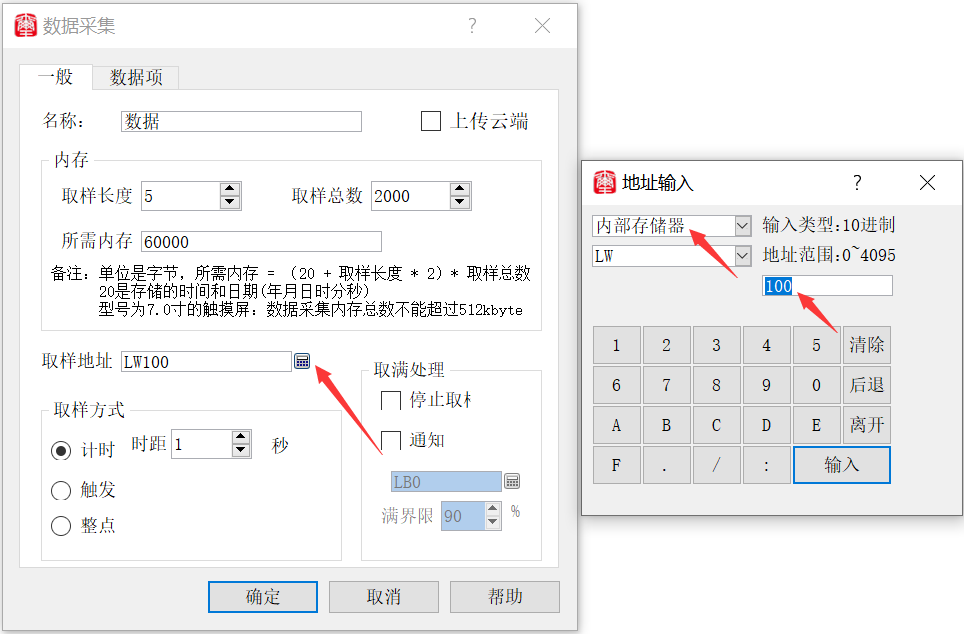 数据采集
?
一般
数据项
名称：
数据
上传云端
内存
取样长度
5
取样总数
2000
所需内存
60000
备注：单位是字节，所需内存 = （20 + 取样长度 * 2）* 取样总数
20是存储的时间和日期(年月日时分秒)
型号为7.0寸的触摸屏：数据采集内存总数不能超过512kbyte
取样地址
LW100
取样方式
计时
时距
1
秒
触发
整点
取满处理
停止取
通知
LB0
满界限
90
%
确定
取消
帮助
地址输入
?
内部存储器
输入类型:10进制
LW
地址范围:0~4095
100
1 2 3 4 5 清除
6 7 8 9 0 后退
A B C D E 离开
F . / : 输入